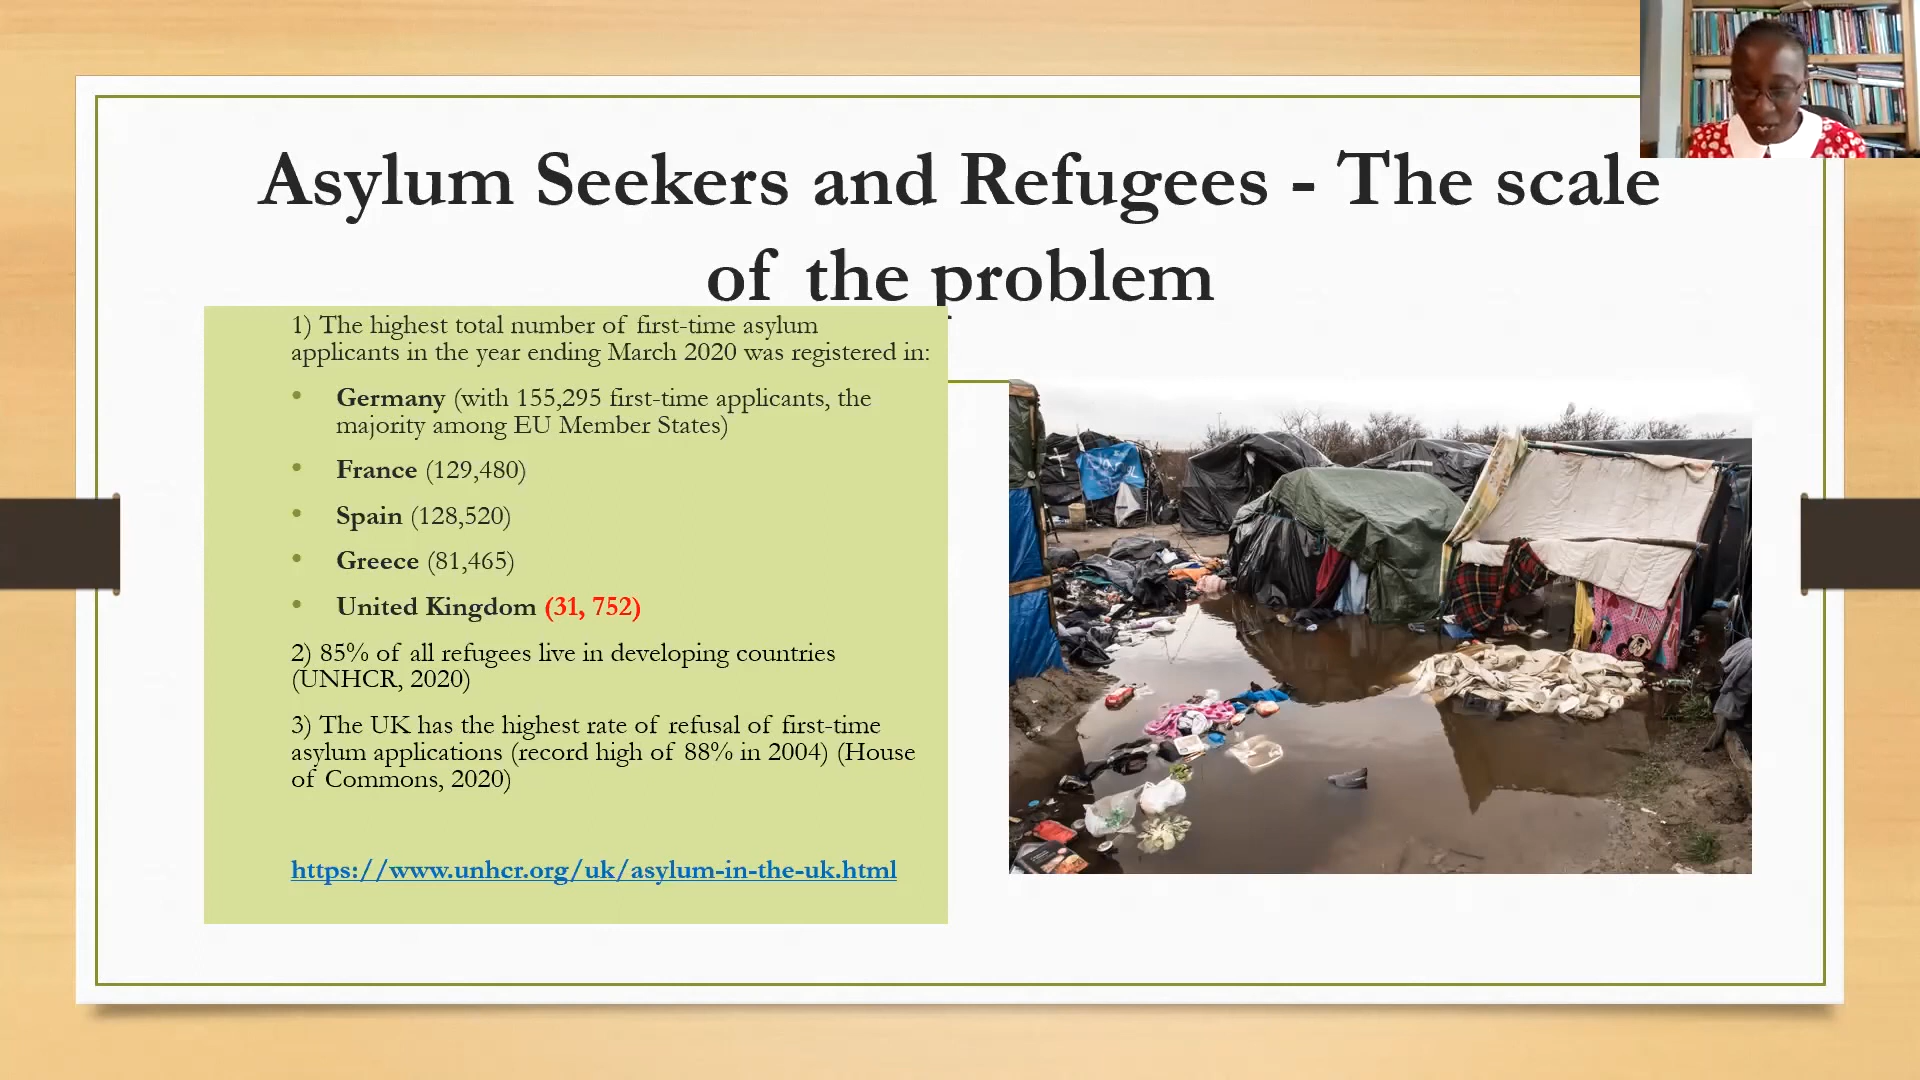 Asylum Seekers and Refugees - The scale
of the problem
1) The highest total number of first-time asylum
applicants in the year ending March 2020 was registered in:
• Germany (with 155,295 first-time applicants, the
majority among EU Member States)
• France (129,480)
• Spain (128,520)
• Greece (81,465)
• United Kingdom (31, 752)
2) 85% of all refugees live in developing countries
(UNHCR, 2020)
3) The UK has the highest rate of refusal of first-time
asylum applications (record high of 88% in 2004) (House
of Commons, 2020)
https://www.unhcr.org/uk/asylum-in-the-uk.html